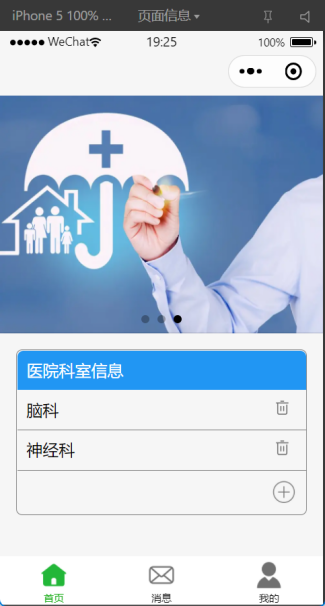 iPhone 5 100% ... 页面信息
WeChat 19:25 100%
医院科室信息
脑科
神经科
首页 消息 我的